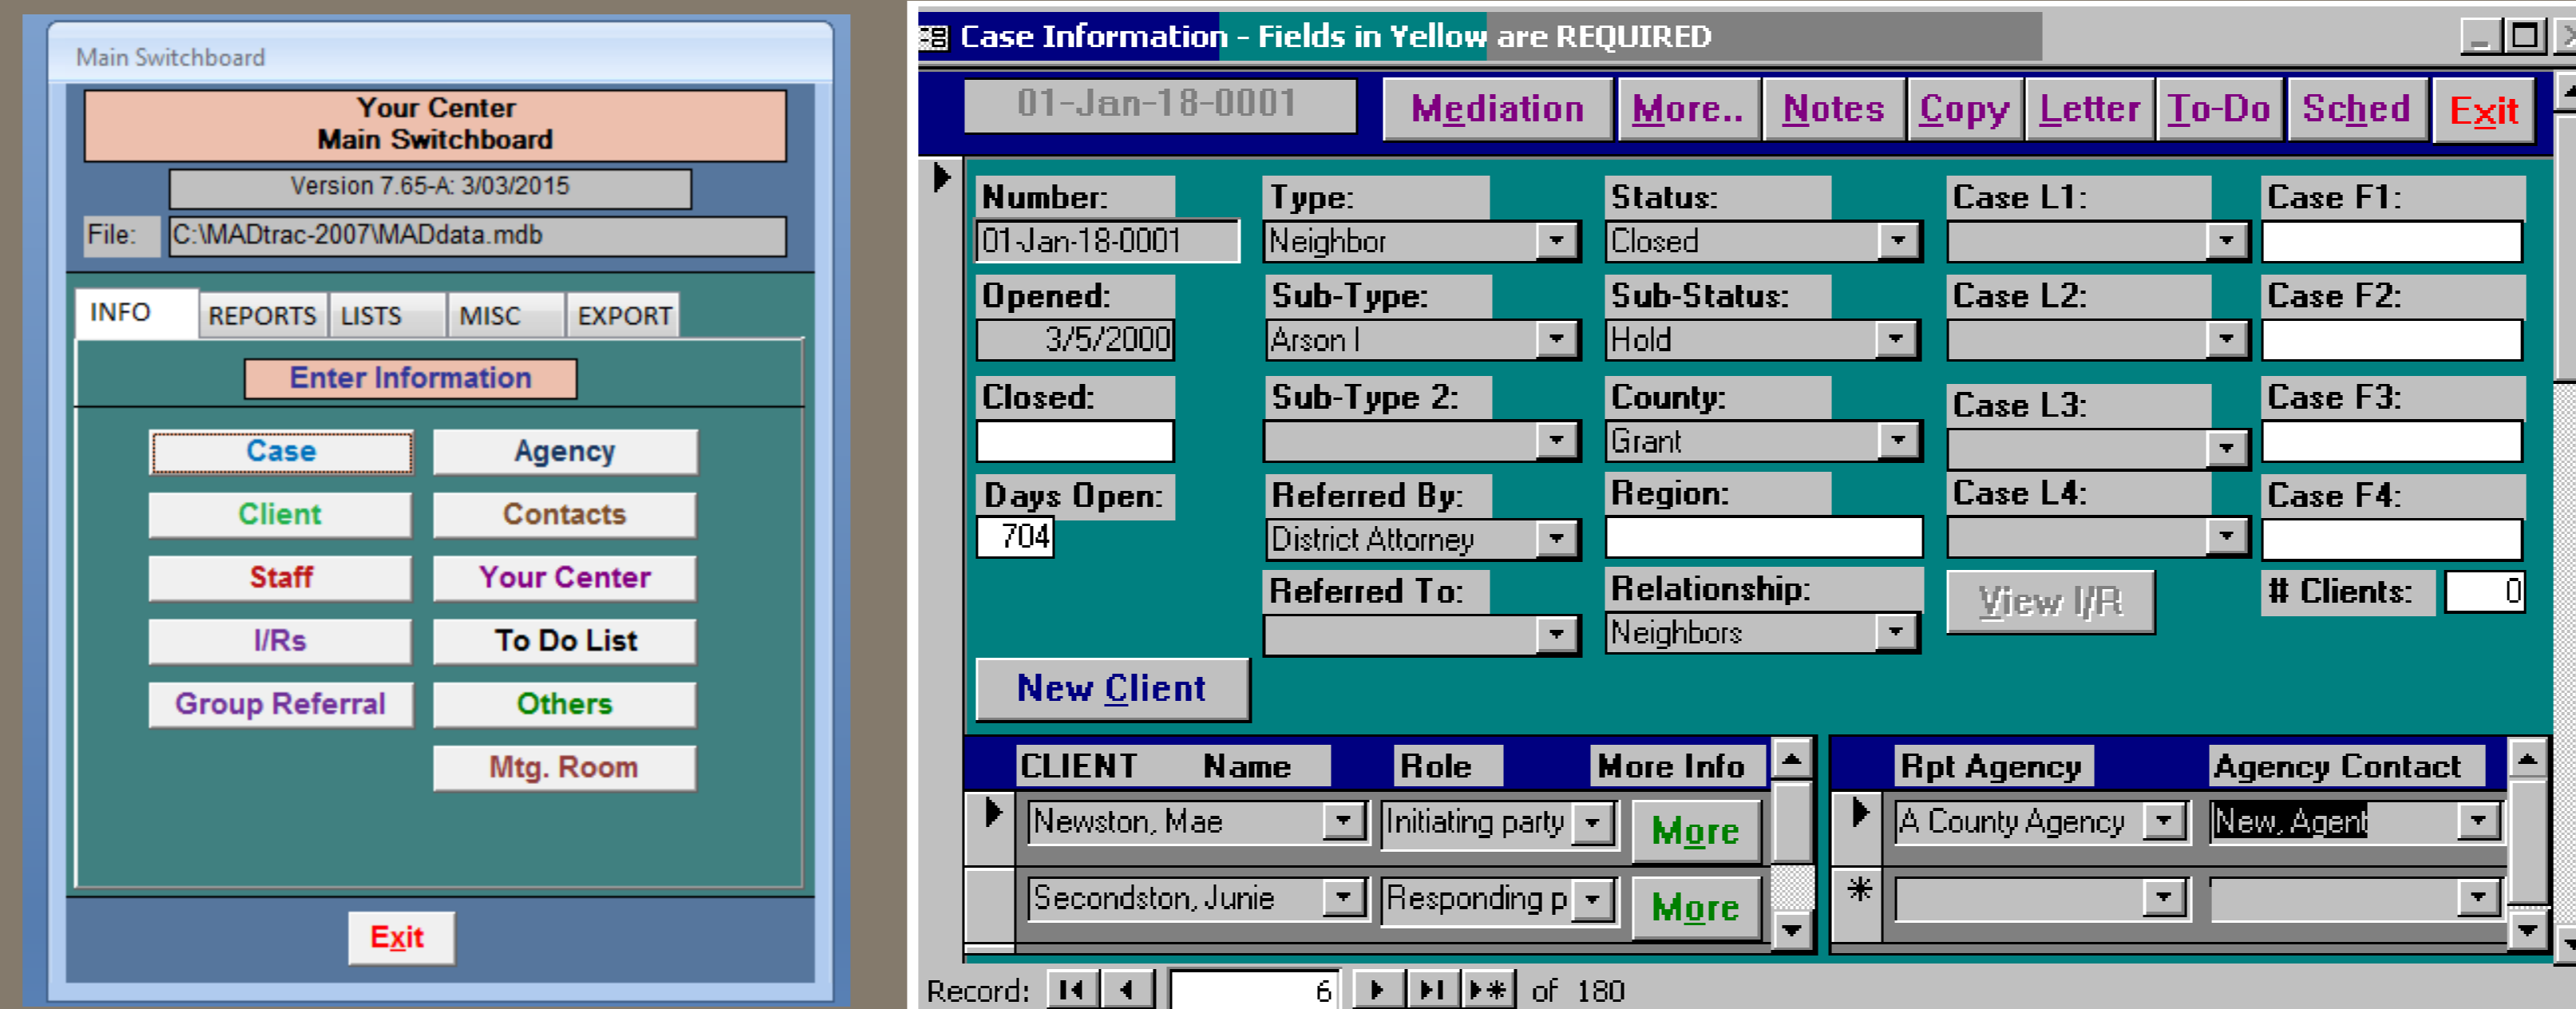 Main Switchboard
Your Center
Main Switchboard
Version 7.65-A: 3/03/2015
File: C:\MADtrac-2007\MADdata.mdb
INFO REPORTS LISTS MISC EXPORT
Enter Information
Case Agency
Client Contacts
Staff Your Center
I/Rs To Do List
Group Referral Others
Mtg. Room
Exit
Case Information - Fields in Yellow are REQUIRED
01-Jan-18-0001 Mediation More.. Notes Copy Letter To-Do Sched Exit
Number: Type: Status: Case L1: Case F1:
01-Jan-18-0001 Neighbor Closed
Opened: Sub-Type: Sub-Status: Case L2: Case F2:
3/5/2000 Arson I Hold
Closed: Sub-Type 2: County: Case L3: Case F3:
Grant
Days Open: Referred By: Region: Case L4: Case F4:
704 District Attorney
Referred To: Relationship: View I/R # Clients: 0
Neighbors
New Client
CLIENT Name Role More Info Rpt Agency Agency Contact
Newston, Mae Initiating party More A County Agency New, Agent
Secondston, Junie Responding p More
Record: 6 of 180